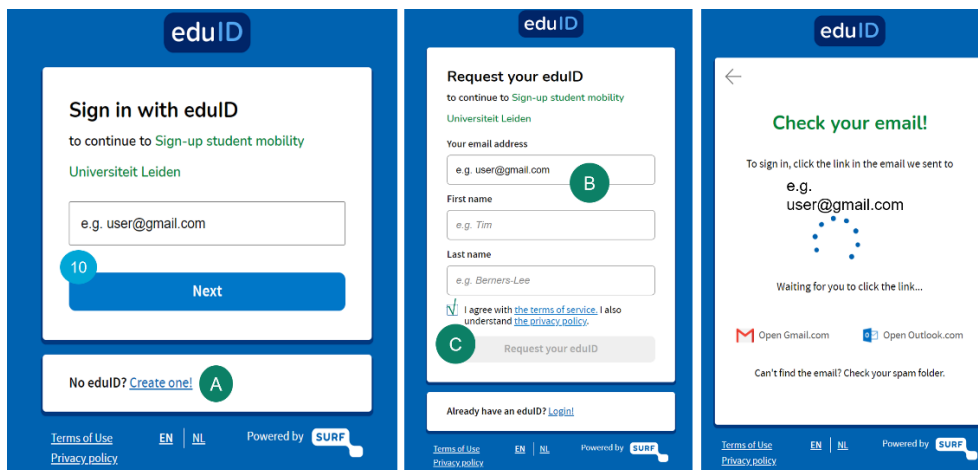 eduID
Sign in with eduID
to continue to Sign-up student mobility
Universiteit Leiden
e.g. user@gmail.com
10
Next
No eduID? Create one!
A
Terms of Use
EN | NL
Powered by SURF
Privacy policy
eduID
Request your eduID
to continue to Sign-up student mobility
Universiteit Leiden
Your email address
e.g. user@gmail.com
B
First name
e.g. Tim
Last name
e.g. Berners-Lee
I agree with the terms of service. I also
understand the privacy policy.
C
Request your eduID
Already have an eduID? Login!
Terms of Use
EN | NL
Powered by SURF
Privacy policy
eduID
Check your email!
To sign in, click the link in the email we sent to
e.g.
user@gmail.com
Waiting for you to click the link...
Open Gmail.com
Open Outlook.com
Can't find the email? Check your spam folder.
Terms of Use
EN | NL
Powered by SURF
Privacy policy